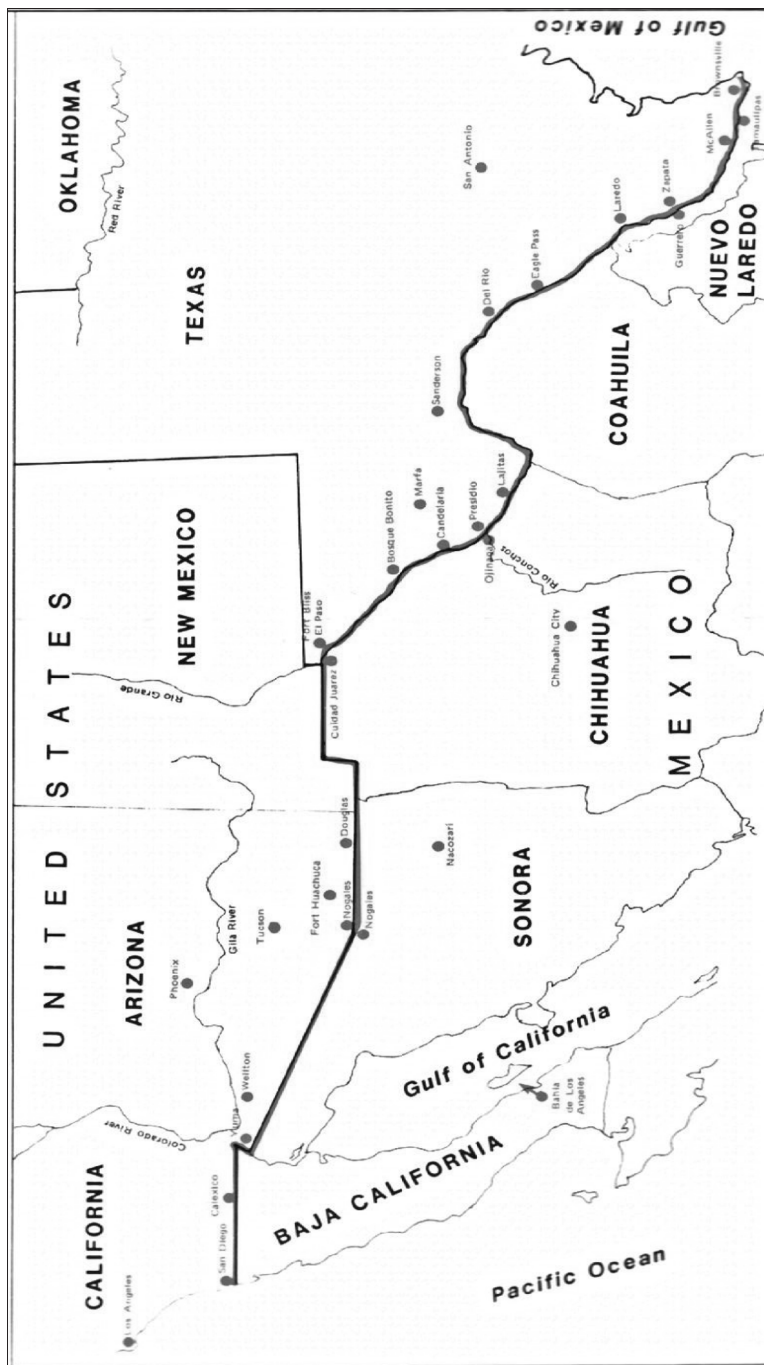 UNITED STATES
CALIFORNIA
ARIZONA
NEW MEXICO
TEXAS
OKLAHOMA
Red River
Los Angeles
San Diego
Calexico
Yuma
Colorado River
Wellton
Phoenix
Gila River
Tucson
Fort Huachuca
Nogales
Nogales
Douglas
Rio Grande
Fort Bliss
El Paso
Cuidad Juarez
Bosque Bonito
Candelaria
Marfa
Presidio
Ojinaga
Lajitas
Rio Conchos
Sanderson
Del Rio
Eagle Pass
San Antonio
Laredo
Zapata
Guerrero
McAllen
Brownsville
Gulf of Mexico
NUEVO
LAREDO
COAHUILA
Chihuahua City
CHIHUAHUA
MEXICO
Nacozari
SONORA
Gulf of California
BAJA CALIFORNIA
Bahia
de Los
Angeles
Pacific Ocean